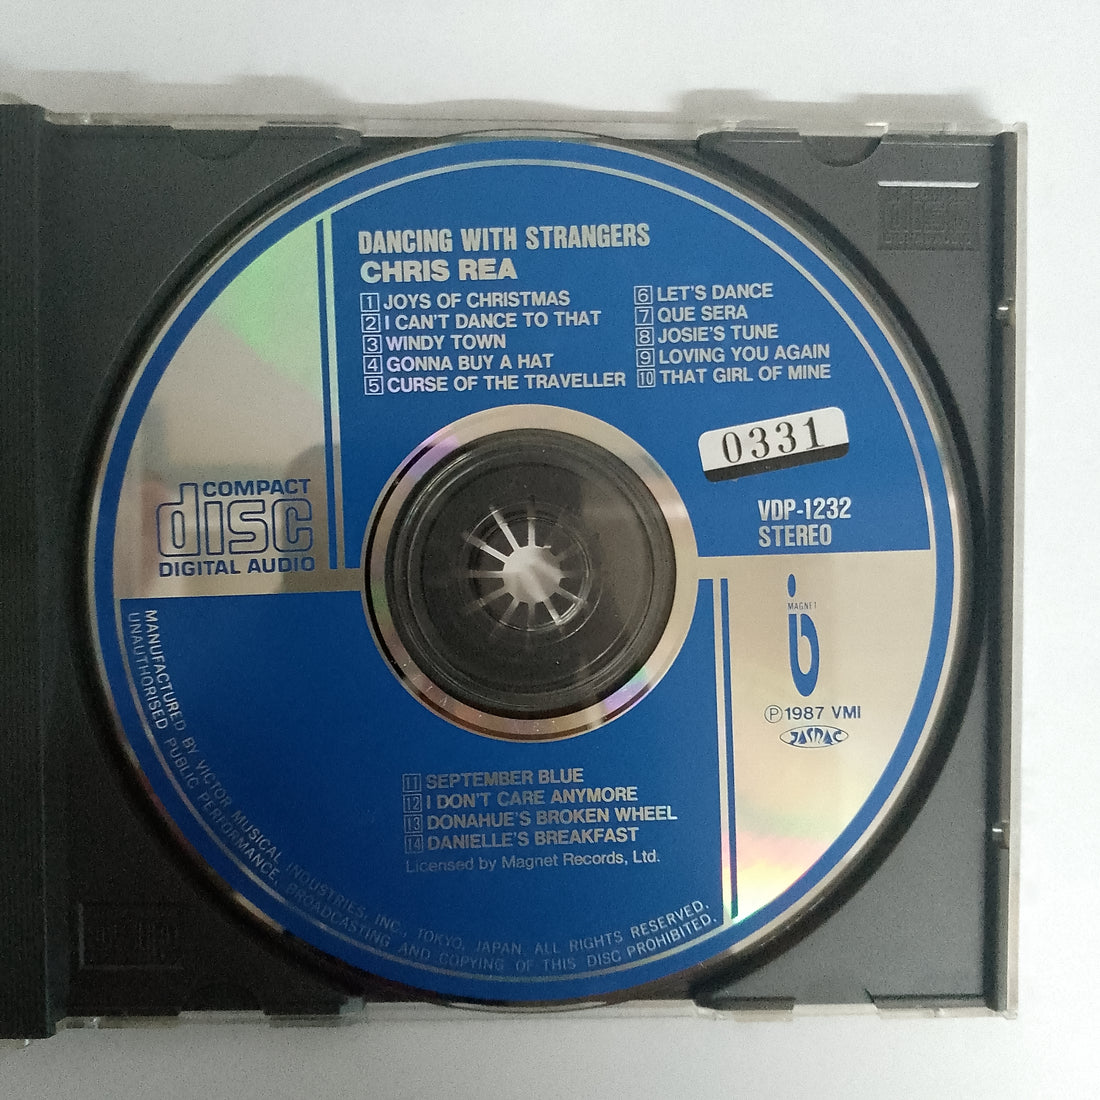 DANCING WITH STRANGERS
CHRIS REA
1 JOYS OF CHRISTMAS
2 I CAN'T DANCE TO THAT
3 WINDY TOWN
4 GONNA BUY A HAT
5 CURSE OF THE TRAVELLER
6 LET'S DANCE
7 QUE SERA
8 JOSIE'S TUNE
9 LOVING YOU AGAIN
10 THAT GIRL OF MINE
0331
VDP-1232
STEREO
COMPACT
disc
DIGITAL AUDIO
MAGNET
Ⓟ1987 VMI
JASRAC
11 SEPTEMBER BLUE
12 I DON'T CARE ANYMORE
13 DONAHUE'S BROKEN WHEEL
14 DANIELLE'S BREAKFAST
Licensed by Magnet Records, Ltd.
MANUFACTURED BY VICTOR MUSICAL INDUSTRIES, INC., TOKYO, JAPAN. ALL RIGHTS RESERVED.
UNAUTHORISED PUBLIC PERFORMANCE, BROADCASTING AND COPYING OF THIS DISC PROHIBITED.